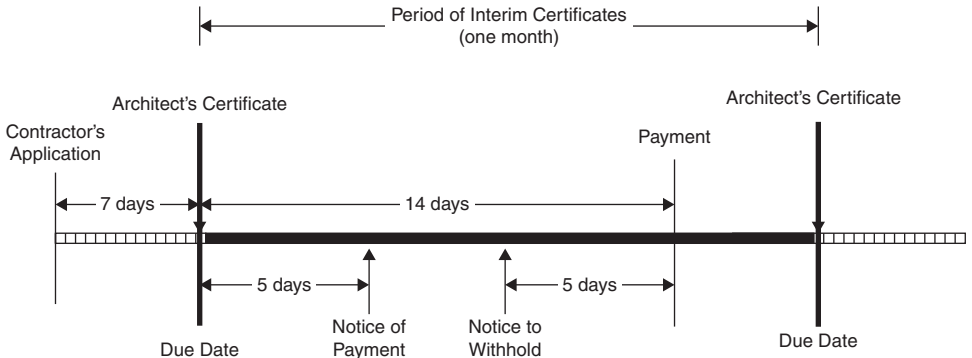 Period of Interim Certificates
(one month)
Architect's Certificate
Architect's Certificate
Contractor's
Application
Payment
7 days
14 days
5 days
5 days
Notice of
Payment
Notice to
Withhold
Due Date
Due Date